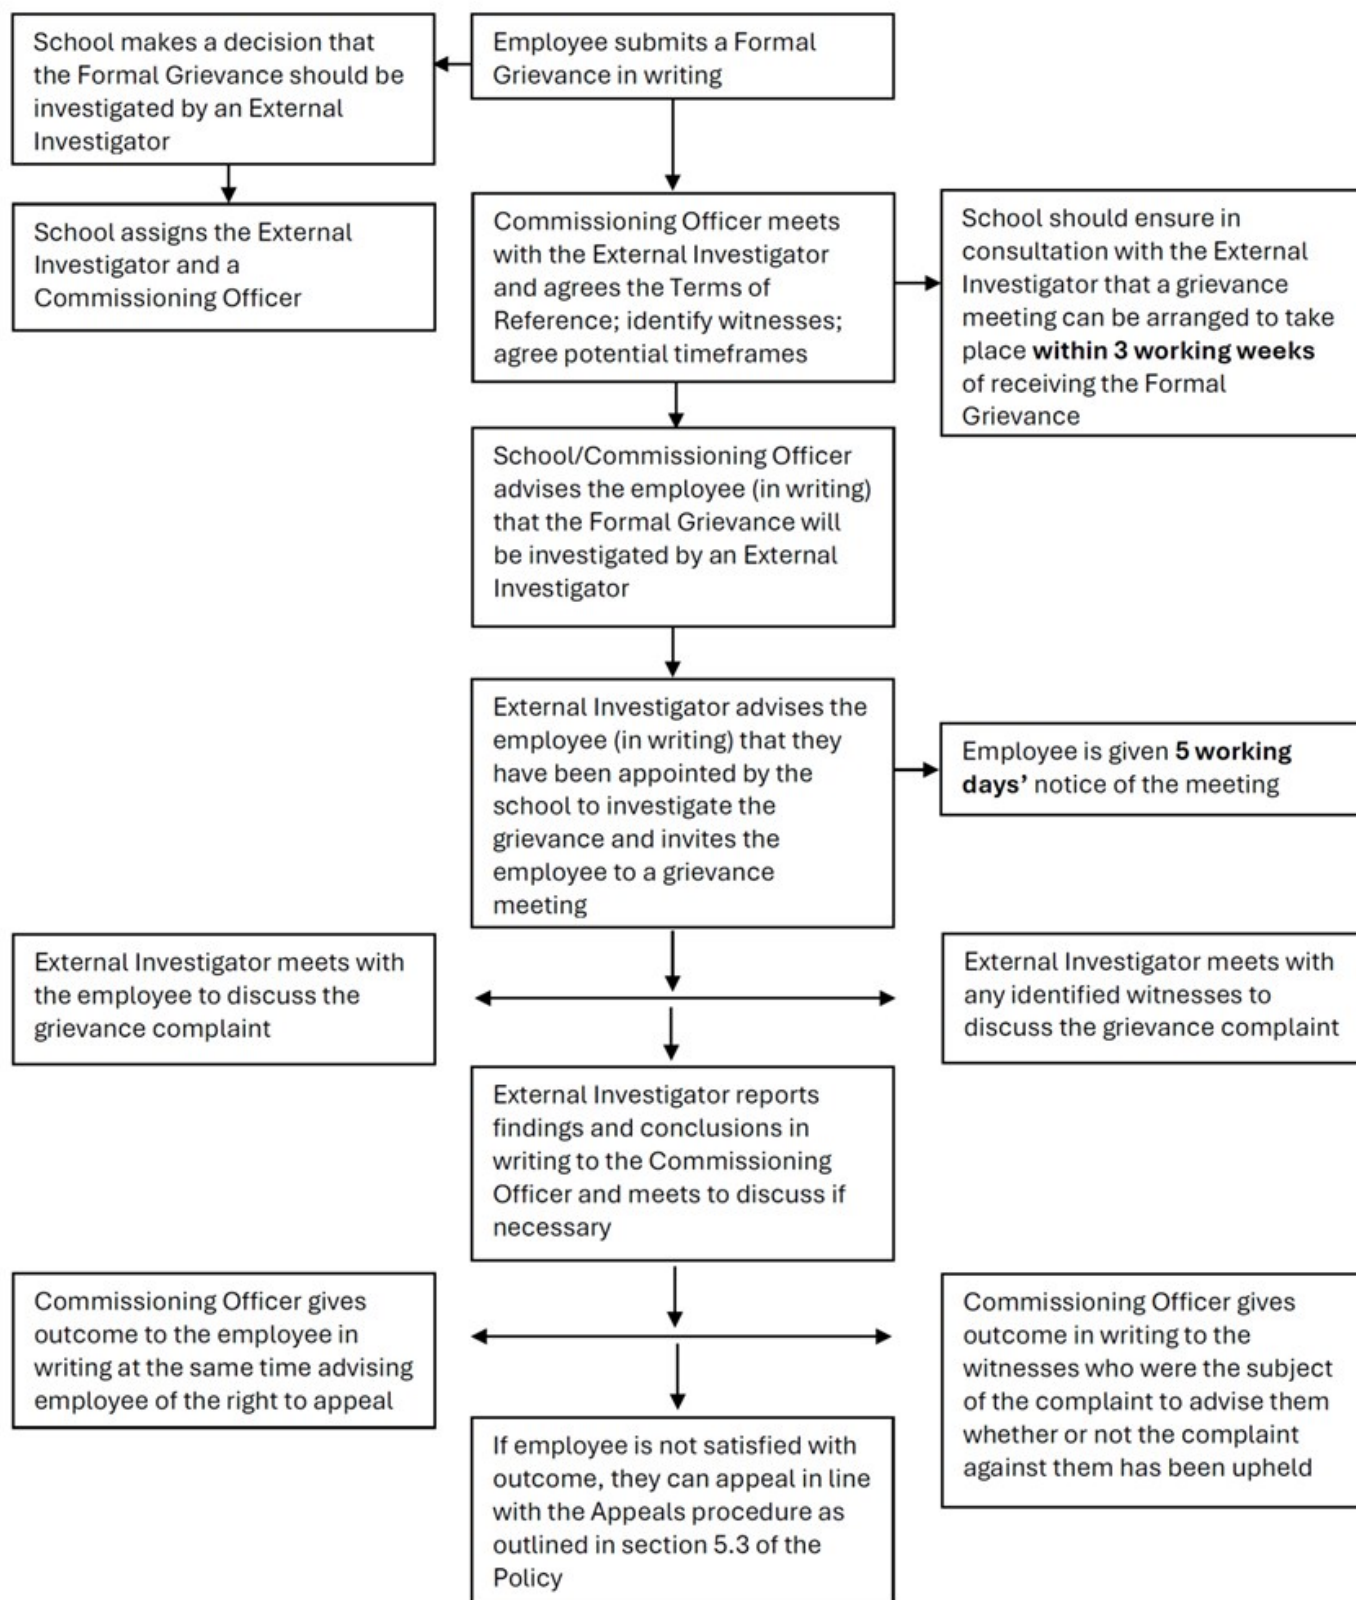 School makes a decision that
the Formal Grievance should be
investigated by an External
Investigator
Employee submits a Formal
Grievance in writing
School assigns the External
Investigator and a
Commissioning Officer
Commissioning Officer meets
with the External Investigator
and agrees the Terms of
Reference; identify witnesses;
agree potential timeframes
School should ensure in
consultation with the External
Investigator that a grievance
meeting can be arranged to take
place within 3 working weeks
of receiving the Formal
Grievance
School/Commissioning Officer
advises the employee (in writing)
that the Formal Grievance will
be investigated by an External
Investigator
External Investigator advises the
employee (in writing) that they
have been appointed by the
school to investigate the
grievance and invites the
employee to a grievance
meeting
Employee is given 5 working
days’ notice of the meeting
External Investigator meets with
the employee to discuss the
grievance complaint
External Investigator meets with
any identified witnesses to
discuss the grievance complaint
External Investigator reports
findings and conclusions in
writing to the Commissioning
Officer and meets to discuss if
necessary
Commissioning Officer gives
outcome to the employee in
writing at the same time advising
employee of the right to appeal
Commissioning Officer gives
outcome in writing to the
witnesses who were the subject
of the complaint to advise them
whether or not the complaint
against them has been upheld
If employee is not satisfied with
outcome, they can appeal in line
with the Appeals procedure as
outlined in section 5.3 of the
Policy